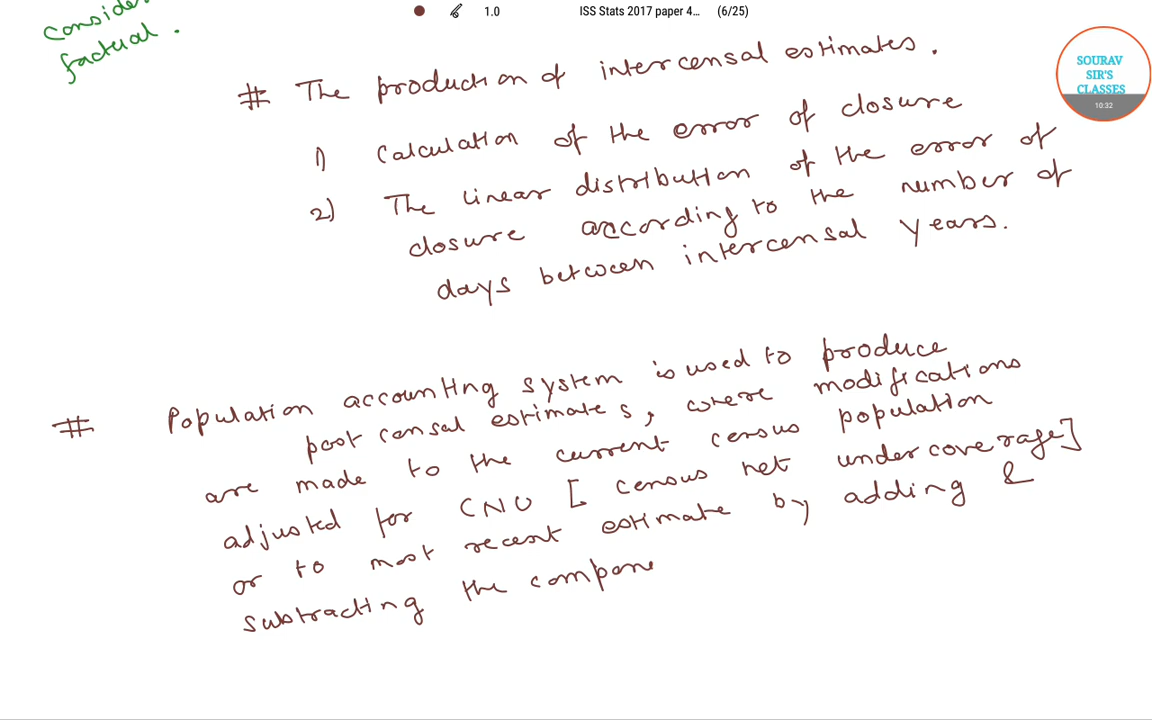 1.0 ISS Stats 2017 paper 4... (6/25)
conside
factual.
SOURAV
SIR'S
CLASSES
10:32
# The production of intercensal estimates.
1) Calculation of the error of closure
2) The linear distribution of the error of
closure according to the number of
days between intercensal years.
# Population accounting system is used to produce
post censal estimates, where modifications
are made to the current census population
adjusted for CNU [census net undercoverage]
or to most recent estimate by adding &
subtracting the compone